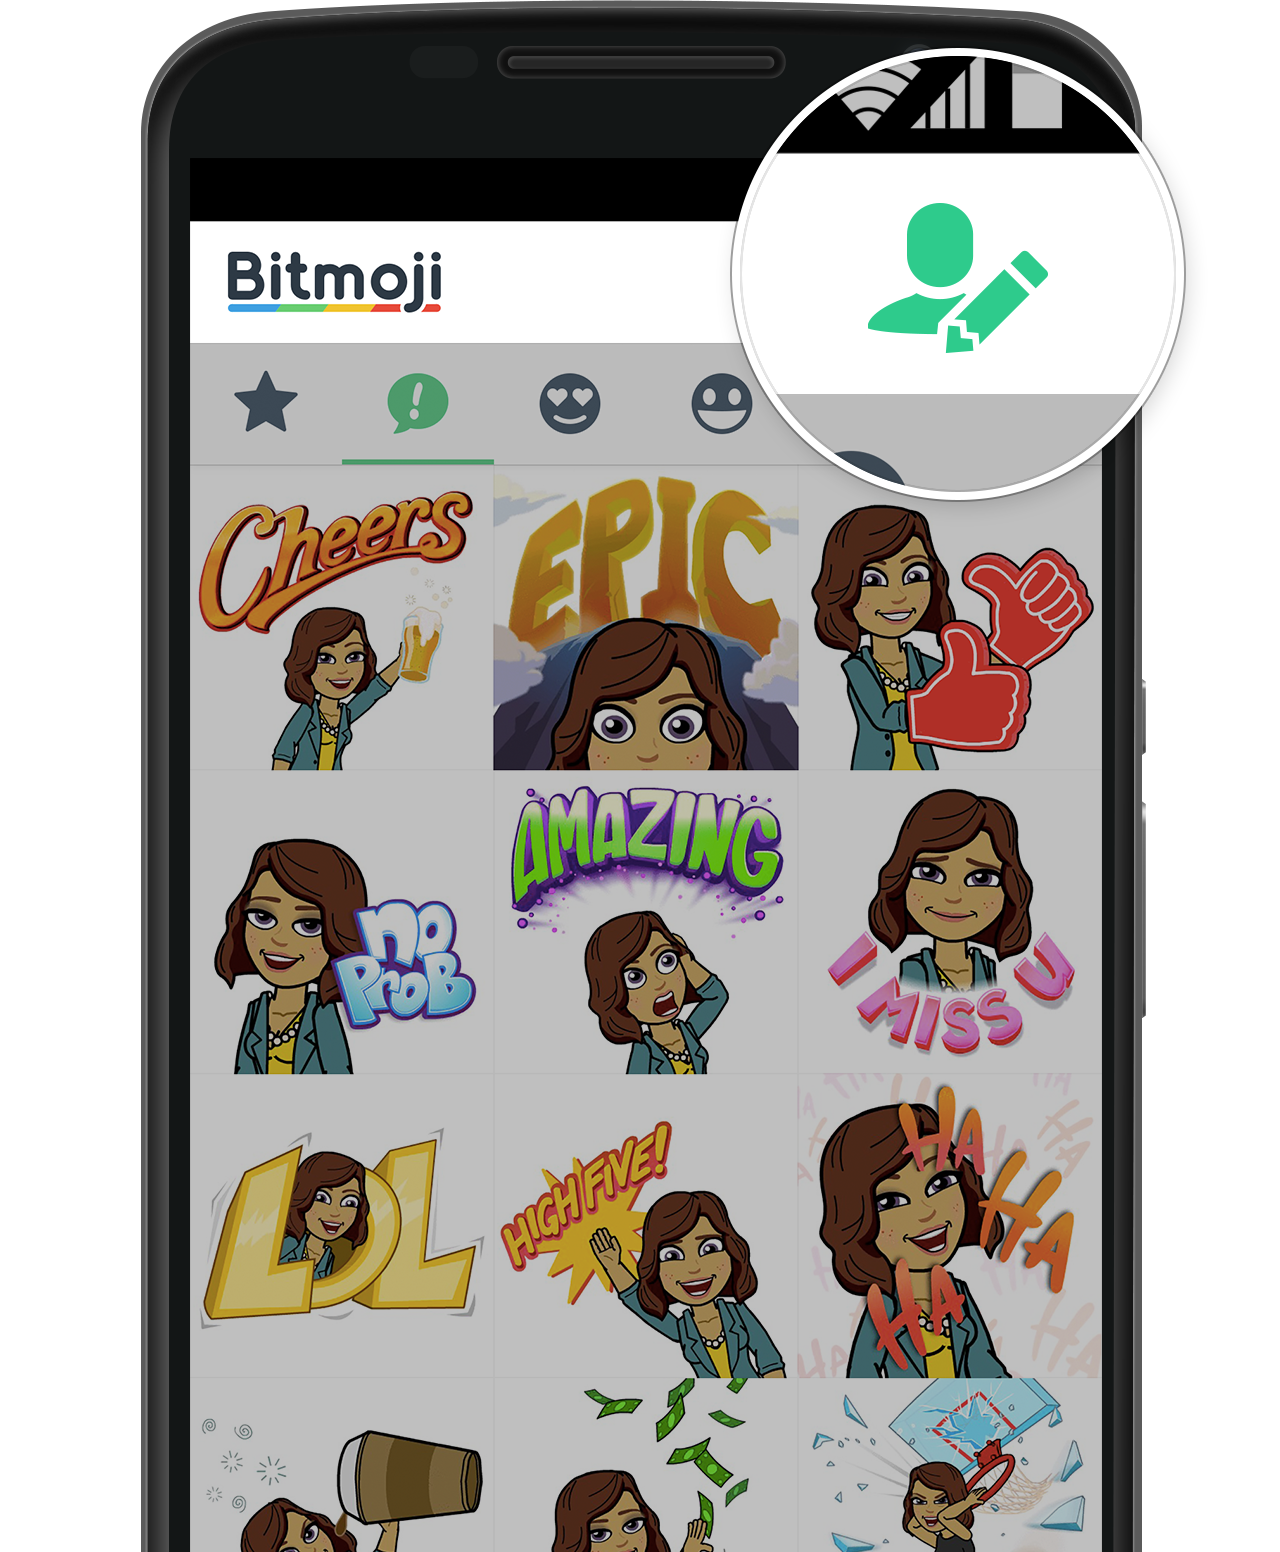 Bitmoji
Cheers
EPIC
no
ProB
AMAZING
I MISS U
LOL
HIGH FIVE!
HA
HA
HA